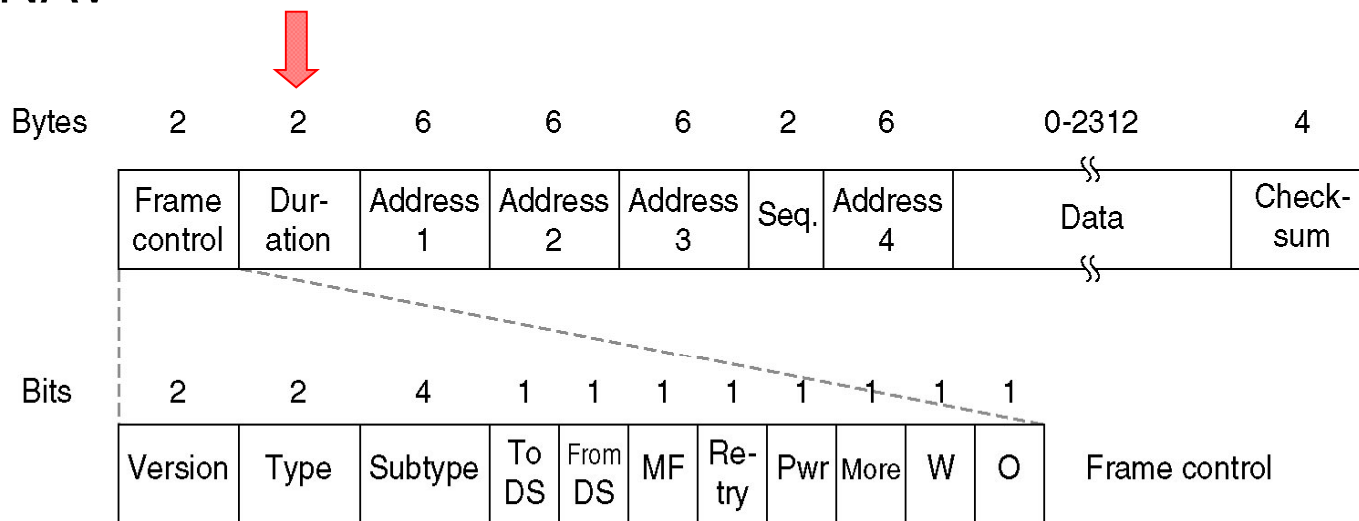 Bytes 2 2 6 6 6 2 6 0-2312 4
Frame control Dur-ation Address 1 Address 2 Address 3 Seq. Address 4 Data Check-sum
Bits 2 2 4 1 1 1 1 1 1 1 1
Version Type Subtype To DS From DS MF Re-try Pwr More W O Frame control